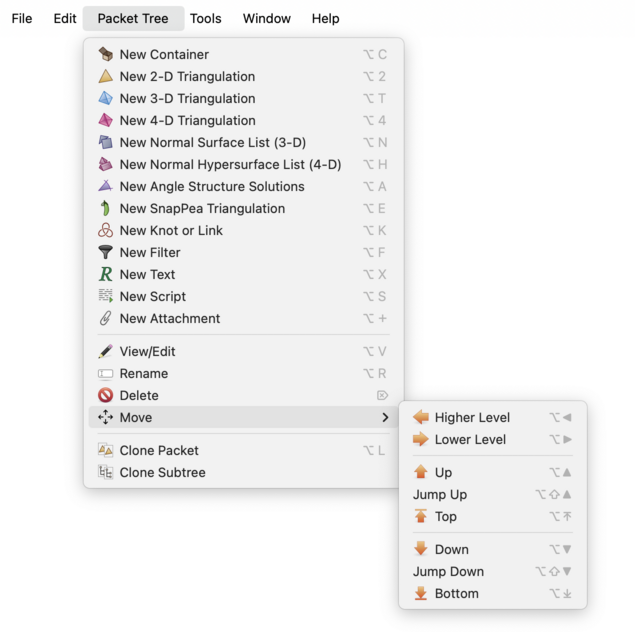 File Edit Packet Tree Tools Window Help
New Container ⌥ C
New 2-D Triangulation ⌥ 2
New 3-D Triangulation ⌥ T
New 4-D Triangulation ⌥ 4
New Normal Surface List (3-D) ⌥ N
New Normal Hypersurface List (4-D) ⌥ H
New Angle Structure Solutions ⌥ A
New SnapPea Triangulation ⌥ E
New Knot or Link ⌥ K
New Filter ⌥ F
New Text ⌥ X
New Script ⌥ S
New Attachment ⌥ +
View/Edit ⌥ V
Rename ⌥ R
Delete ⌦
Move
Clone Packet ⌥ L
Clone Subtree
Higher Level ⌥ ◀
Lower Level ⌥ ▶
Up ⌥ ▲
Jump Up ⌥ ⇧ ▲
Top ⌥ ⤒
Down ⌥ ▼
Jump Down ⌥ ⇧ ▼
Bottom ⌥ ⤓